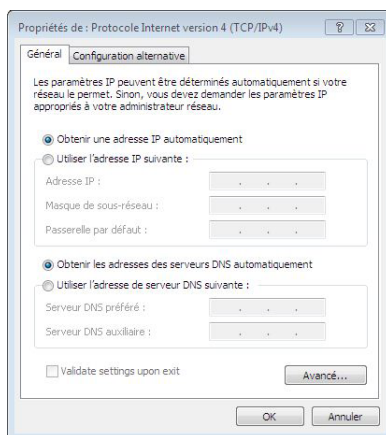 Propriétés de : Protocole Internet version 4 (TCP/IPv4)
Général
Configuration alternative
Les paramètres IP peuvent être déterminés automatiquement si votre
réseau le permet. Sinon, vous devez demander les paramètres IP
appropriés à votre administrateur réseau.
Obtenir une adresse IP automatiquement
Utiliser l'adresse IP suivante :
Adresse IP :
Masque de sous-réseau :
Passerelle par défaut :
Obtenir les adresses des serveurs DNS automatiquement
Utiliser l'adresse de serveur DNS suivante :
Serveur DNS préféré :
Serveur DNS auxiliaire :
Validate settings upon exit
Avancé...
OK
Annuler